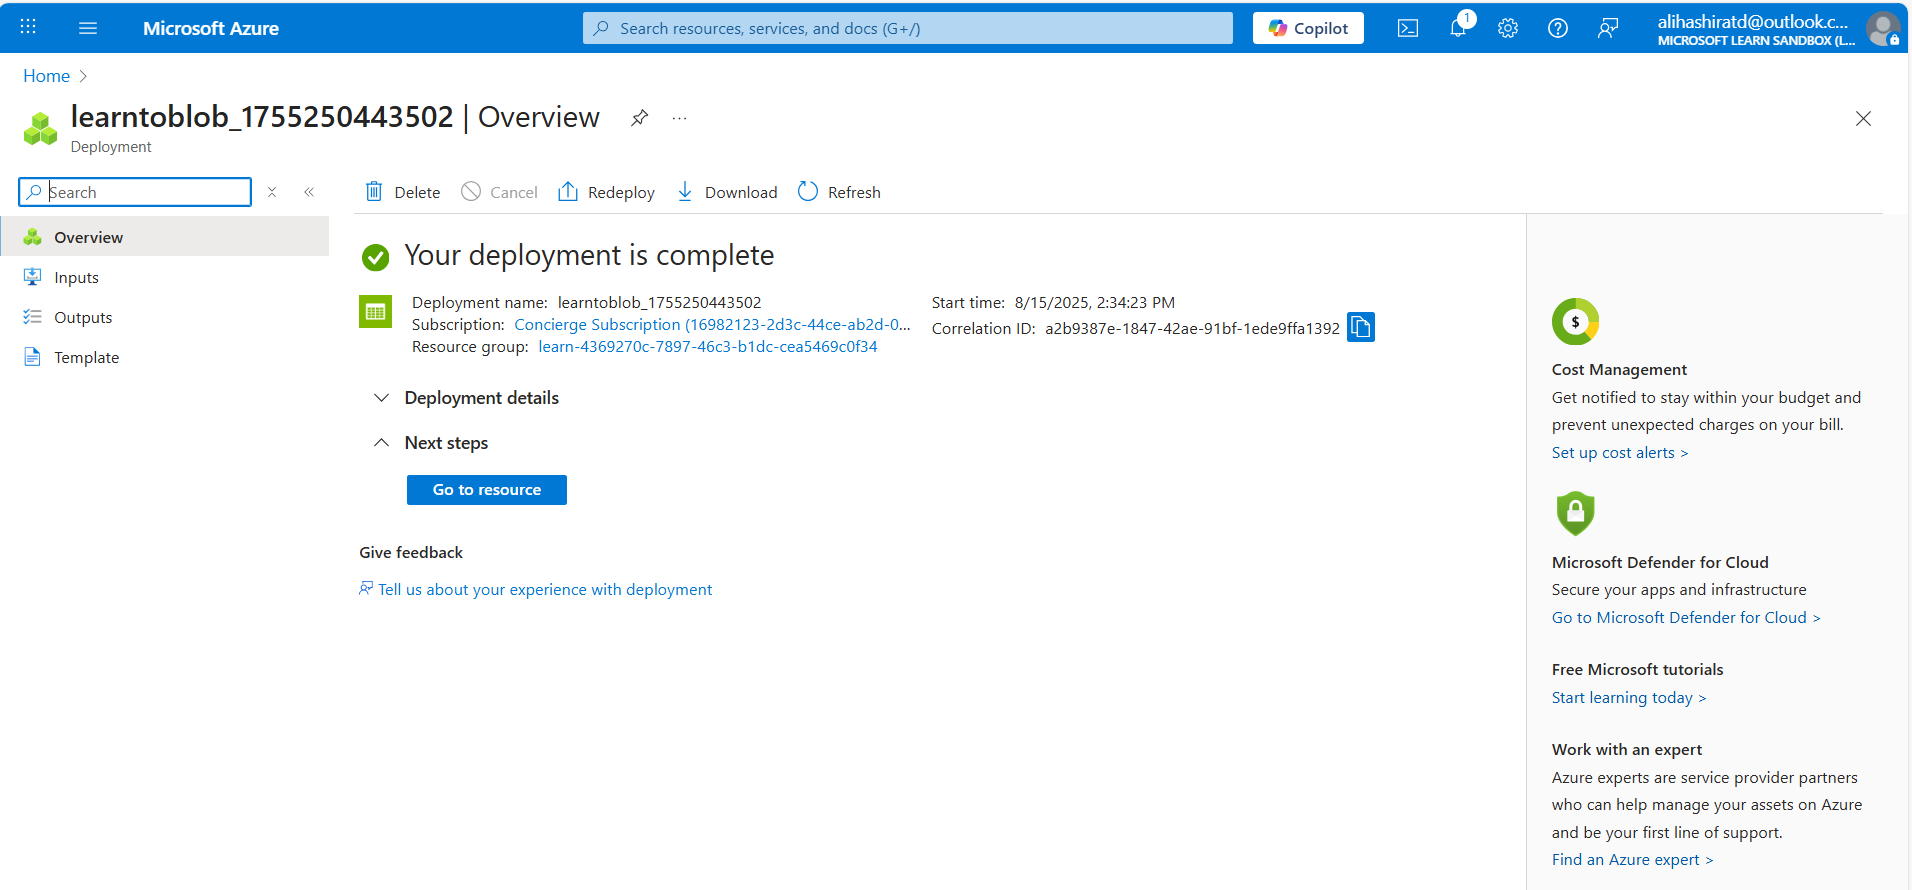 Microsoft Azure
Search resources, services, and docs (G+/)
Copilot
1
alihashiratd@outlook.c...
MICROSOFT LEARN SANDBOX (L...
Home
learntoblob_1755250443502 | Overview
...
Deployment
Search
Delete
Cancel
Redeploy
Download
Refresh
Overview
Inputs
Outputs
Template
Your deployment is complete
Deployment name: learntoblob_1755250443502
Subscription: Concierge Subscription (16982123-2d3c-44ce-ab2d-0...
Resource group: learn-4369270c-7897-46c3-b1dc-cea5469c0f34
Start time: 8/15/2025, 2:34:23 PM
Correlation ID: a2b9387e-1847-42ae-91bf-1ede9ffa1392
Deployment details
Next steps
Go to resource
Give feedback
Tell us about your experience with deployment
$
Cost Management
Get notified to stay within your budget and
prevent unexpected charges on your bill.
Set up cost alerts >
Microsoft Defender for Cloud
Secure your apps and infrastructure
Go to Microsoft Defender for Cloud >
Free Microsoft tutorials
Start learning today >
Work with an expert
Azure experts are service provider partners
who can help manage your assets on Azure
and be your first line of support.
Find an Azure expert >